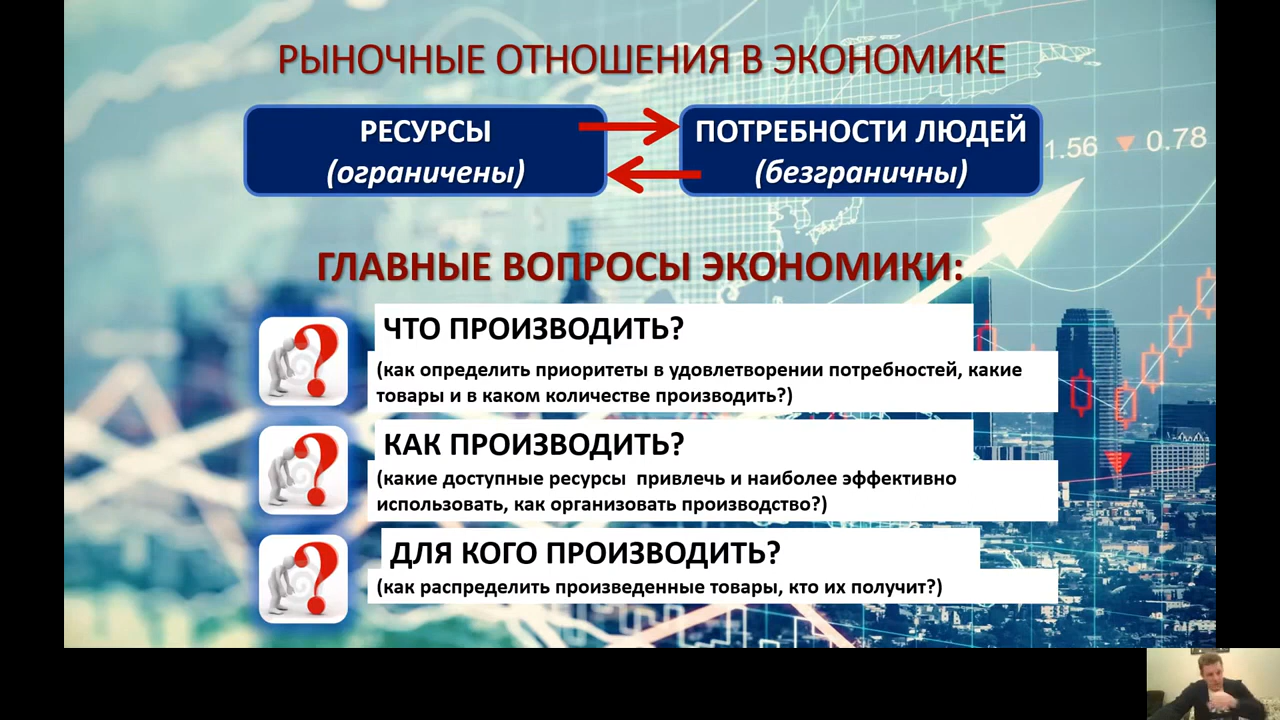 РЫНОЧНЫЕ ОТНОШЕНИЯ В ЭКОНОМИКЕ
РЕСУРСЫ
(ограничены)
ПОТРЕБНОСТИ ЛЮДЕЙ
(безграничны)
1.56 ▼ 0.78
ГЛАВНЫЕ ВОПРОСЫ ЭКОНОМИКИ:
ЧТО ПРОИЗВОДИТЬ?
(как определить приоритеты в удовлетворении потребностей, какие
товары и в каком количестве производить?)
КАК ПРОИЗВОДИТЬ?
(какие доступные ресурсы привлечь и наиболее эффективно
использовать, как организовать производство?)
ДЛЯ КОГО ПРОИЗВОДИТЬ?
(как распределить произведенные товары, кто их получит?)